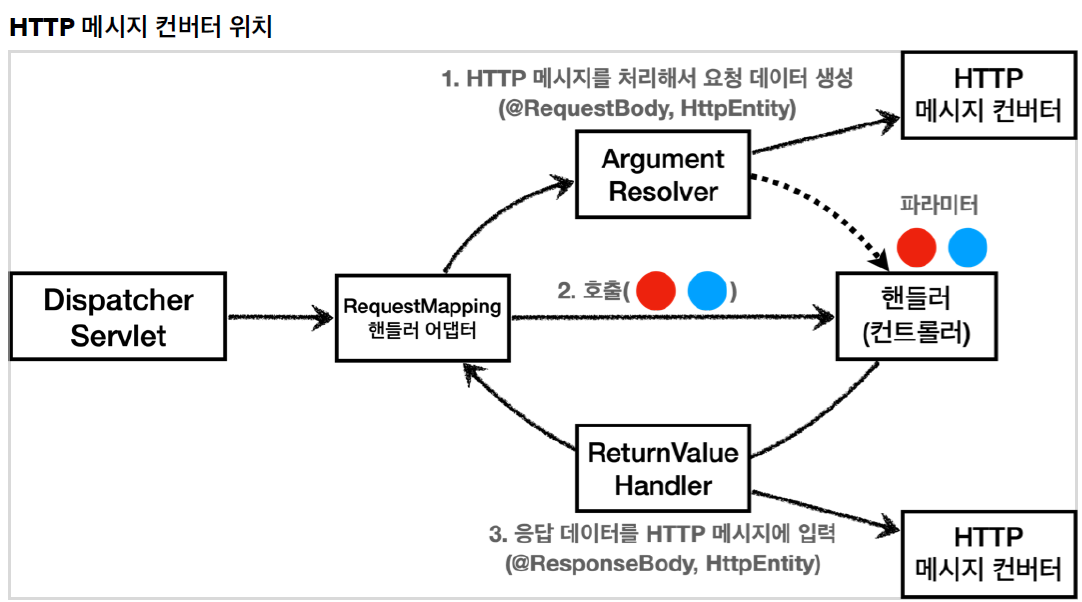 HTTP 메시지 컨버터 위치
1. HTTP 메시지를 처리해서 요청 데이터 생성
(@RequestBody, HttpEntity)
HTTP
메시지 컨버터
Argument
Resolver
파라미터
Dispatcher
Servlet
RequestMapping
핸들러 어댑터
2. 호출( )
핸들러
(컨트롤러)
ReturnValue
Handler
3. 응답 데이터를 HTTP 메시지에 입력
(@ResponseBody, HttpEntity)
HTTP
메시지 컨버터